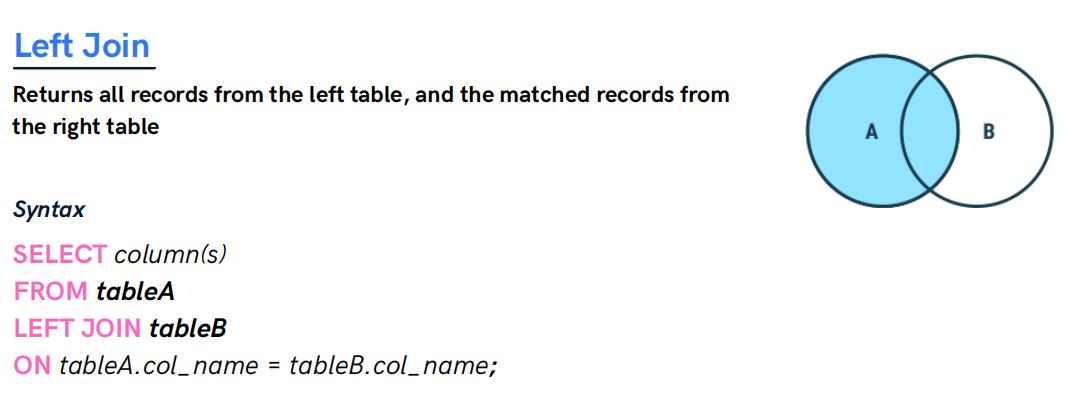 Left Join
Returns all records from the left table, and the matched records from
the right table
A
B
Syntax
SELECT column(s)
FROM tableA
LEFT JOIN tableB
ON tableA.col_name = tableB.col_name;